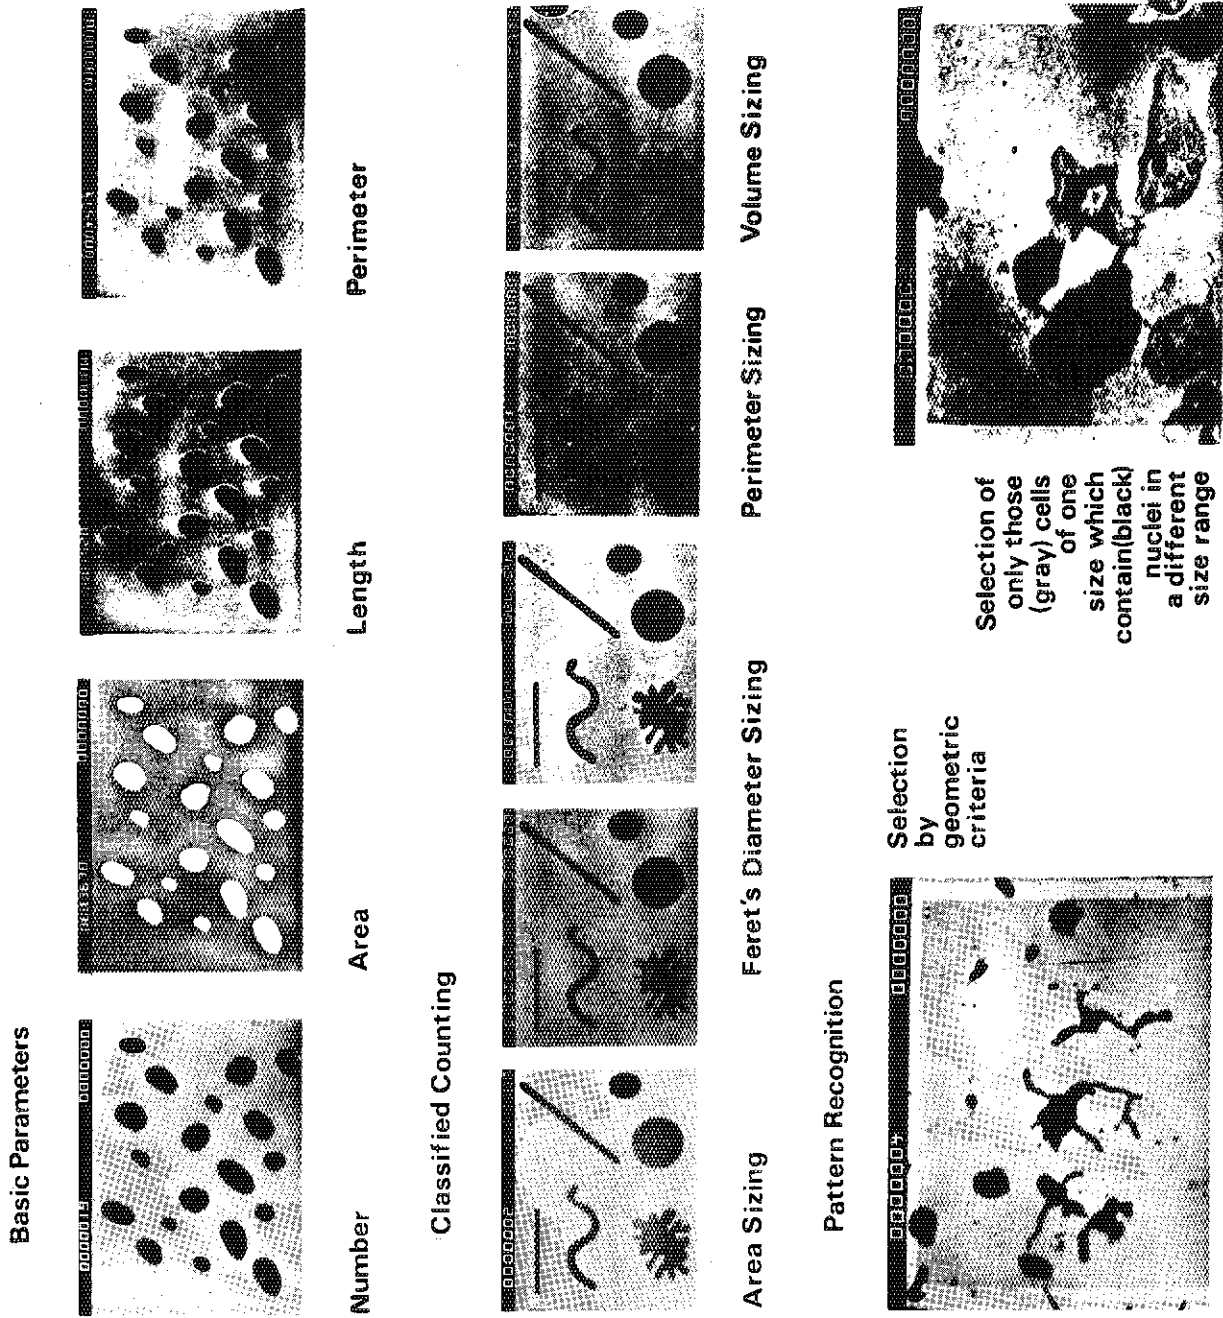 Basic Parameters
Number
Area
Length
Perimeter
Classified Counting
Area Sizing
Feret's Diameter Sizing
Perimeter Sizing
Volume Sizing
Pattern Recognition
0000004 0000000
Selection
by
geometric
criteria
Selection of
only those
(gray) cells
of one
size which
contain(black)
nuclei in
a different
size range